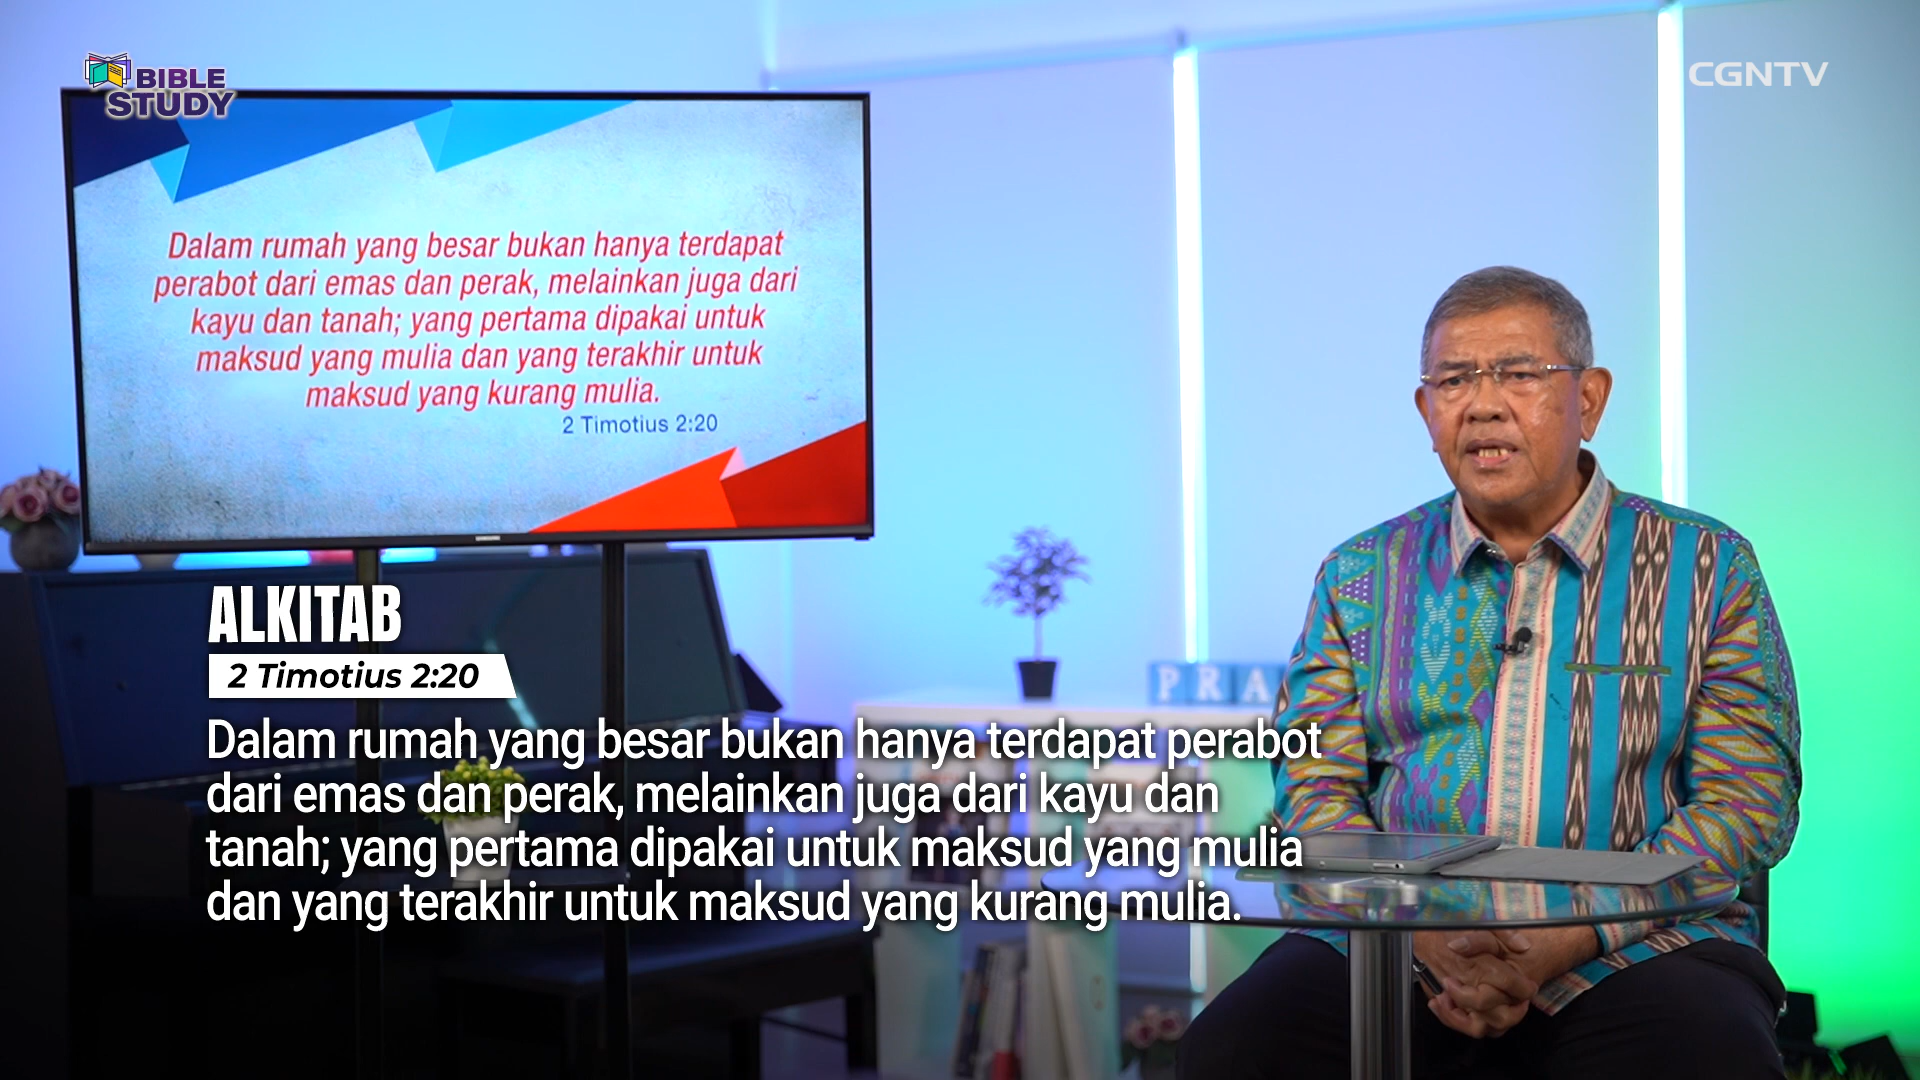 BIBLE
STUDY
CGNTV
Dalam rumah yang besar bukan hanya terdapat
perabot dari emas dan perak, melainkan juga dari
kayu dan tanah; yang pertama dipakai untuk
maksud yang mulia dan yang terakhir untuk
maksud yang kurang mulia.
2 Timotius 2:20
SAMSUNG
PRA
ALKITAB
2 Timotius 2:20
Dalam rumah yang besar bukan hanya terdapat perabot
dari emas dan perak, melainkan juga dari kayu dan
tanah; yang pertama dipakai untuk maksud yang mulia
dan yang terakhir untuk maksud yang kurang mulia.